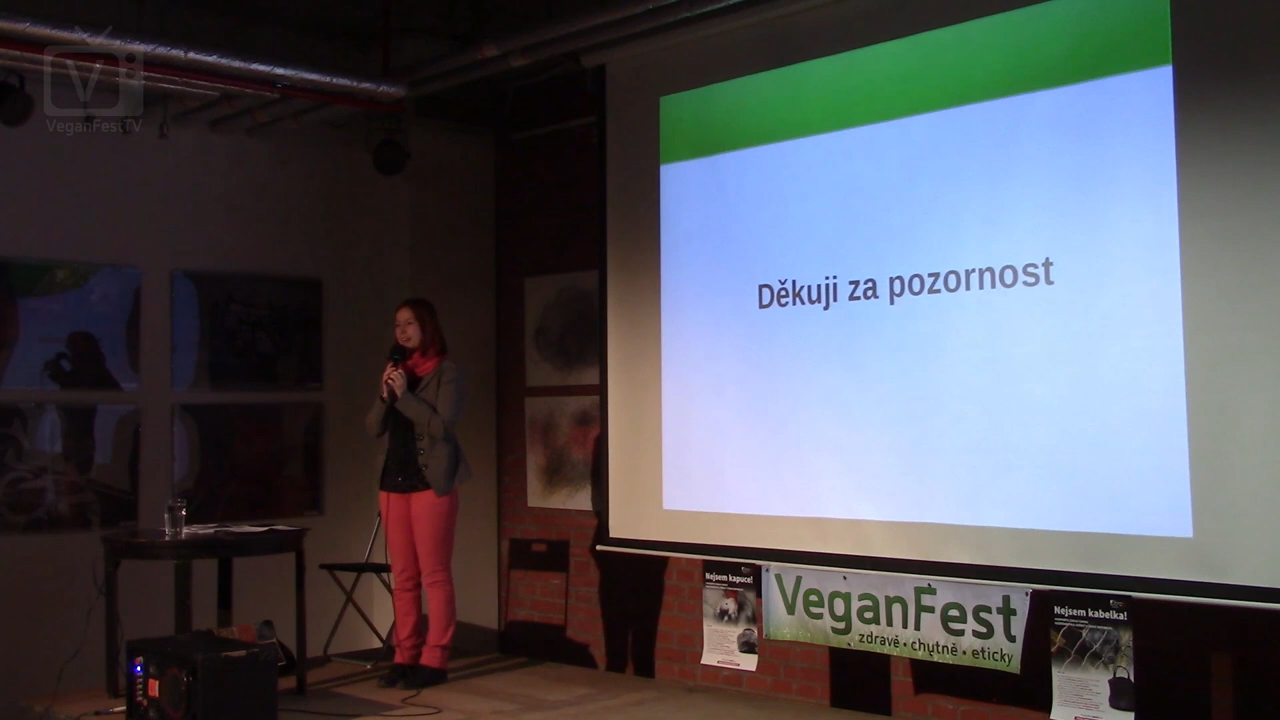 V
VeganFestTV
Děkuji za pozornost
Nejsem kapuce!
VeganFest
zdravě • chutně • eticky
Nejsem kabelka!